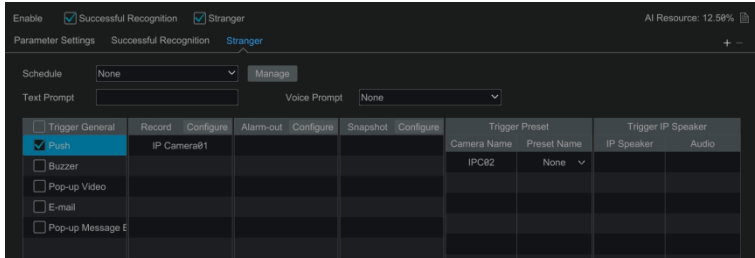 Enable Successful Recognition Stranger AI Resource: 12.50%
Parameter Settings Successful Recognition Stranger + −
Schedule None Manage
Text Prompt Voice Prompt None
Trigger General Record Configure Alarm-out Configure Snapshot Configure Trigger Preset Trigger IP Speaker
Camera Name Preset Name IP Speaker Audio
Push IP Camera01
Buzzer IPC02 None
Pop-up Video
E-mail
Pop-up Message E